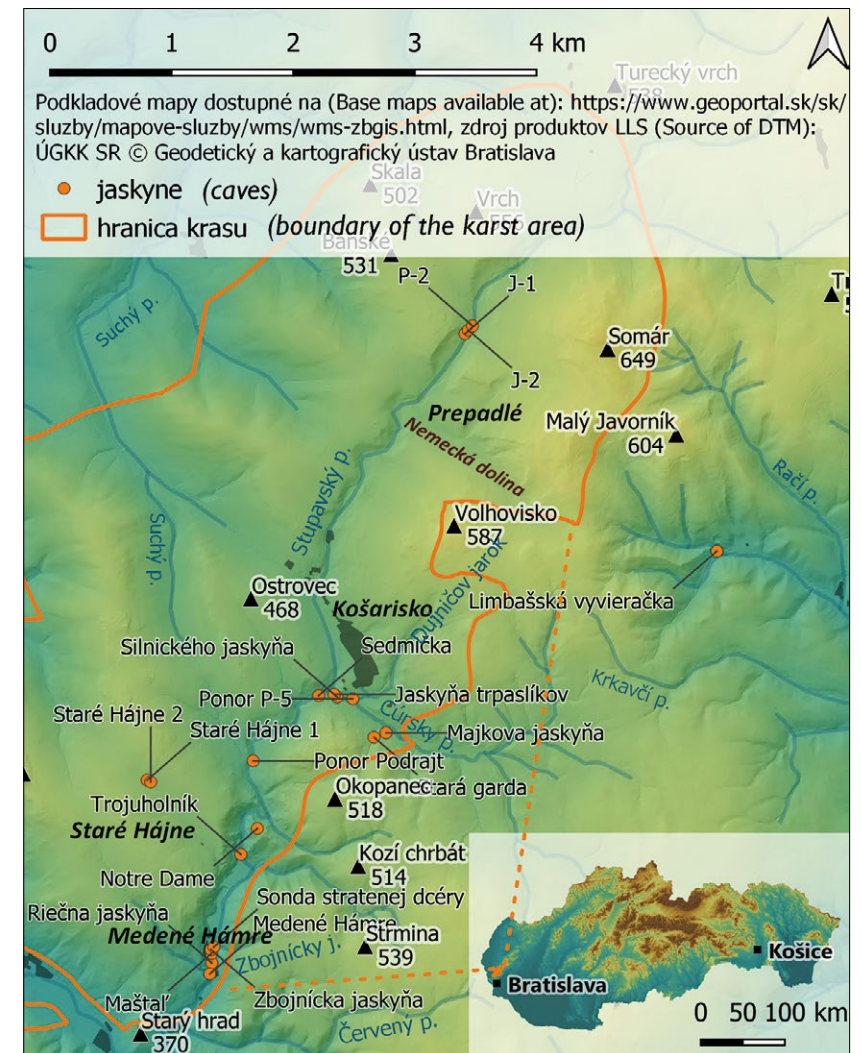 0 1 2 3 4 km
Turecký vrch
538
Podkladové mapy dostupné na (Base maps available at): https://www.geoportal.sk/sk/
sluzby/mapove-sluzby/wms/wms-zbgis.html, zdroj produktov LLS (Source of DTM):
ÚGKK SR © Geodetický a kartografický ústav Bratislava
Skala
502
jaskyne (caves)
Vrch
556
hranica krasu (boundary of the karst area)
Banské
531
P-2
J-1
Suchý p.
Somár
649
J-2
Prepadlé
Malý Javorník
604
Nemecká dolina
Račí p.
Stupavský p.
Volhovisko
587
Suchý p.
Dujničov jarok
Ostrovec
468
Limbašská vyvieračka
Košarisko
Silnického jaskyňa
Sedmička
Krkavčí p.
Ponor P-5
Jaskyňa trpaslíkov
Staré Hájne 2
Staré Hájne 1
Cúrsky p.
Majkova jaskyňa
Ponor Podrajt
Okopanec
518
Stará garda
Trojuholník
Staré Hájne
Kozí chrbát
514
Notre Dame
Sonda stratenej dcéry
Riečna jaskyňa
Medené Hámre
Medené Hámre
Strmina
539
Zbojnícky j.
Košice
Bratislava
Maštaľ
Zbojnícka jaskyňa
Starý hrad
370
Červený p.
0 50 100 km